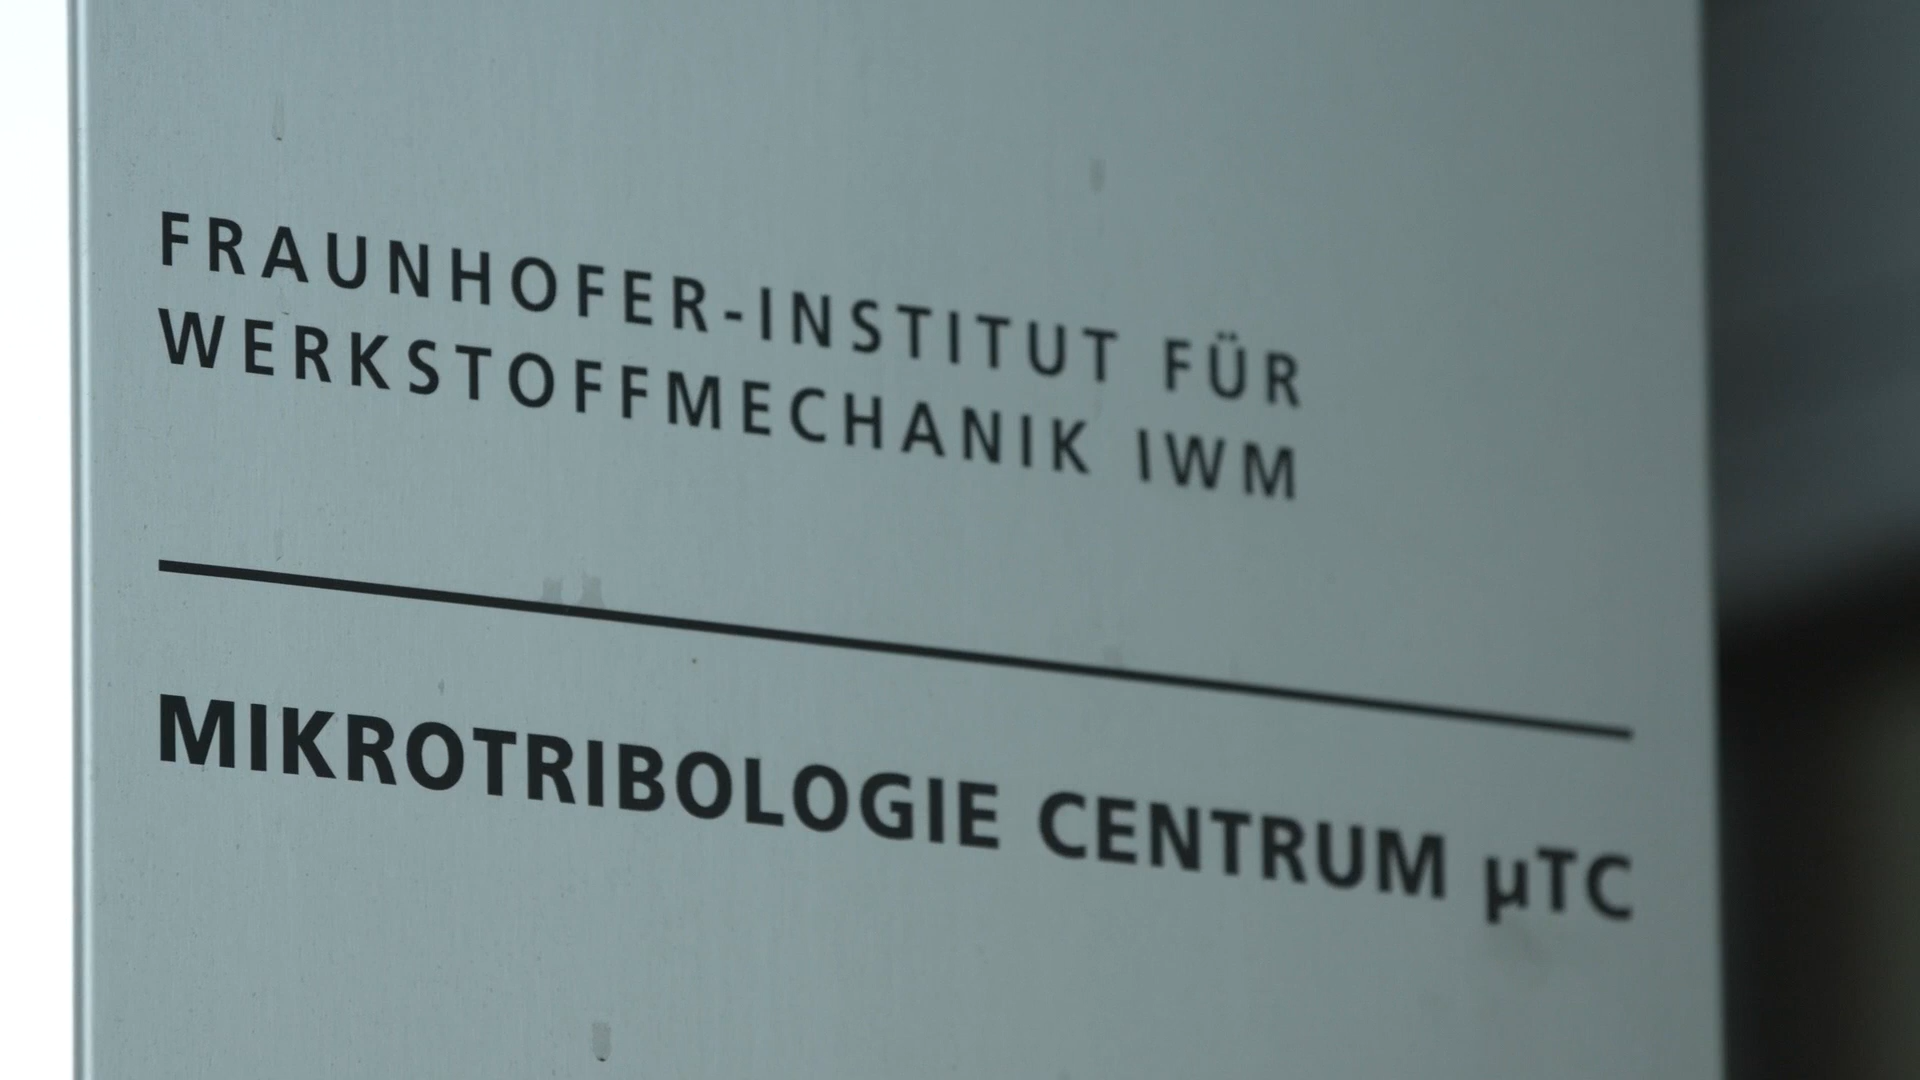 FRAUNHOFER-INSTITUT FÜR
WERKSTOFFMECHANIK IWM
MIKROTRIBOLOGIE CENTRUM µTC